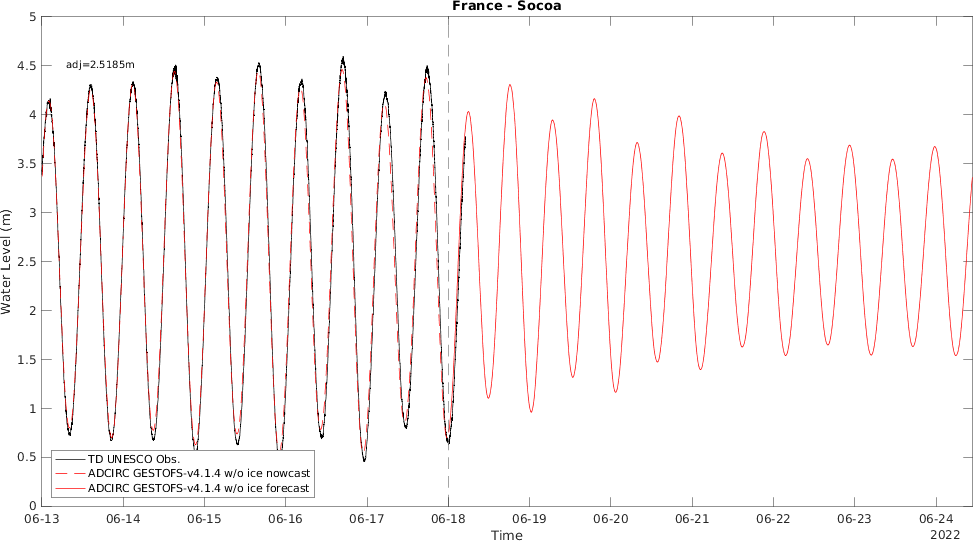 France - Socoa
adj=2.5185m
Water Level (m)
5
4.5
4
3.5
3
2.5
2
1.5
1
0.5
0
TD UNESCO Obs.
ADCIRC GESTOFS-v4.1.4 w/o ice nowcast
ADCIRC GESTOFS-v4.1.4 w/o ice forecast
06-13 06-14 06-15 06-16 06-17 06-18 06-19 06-20 06-21 06-22 06-23 06-24
Time
2022